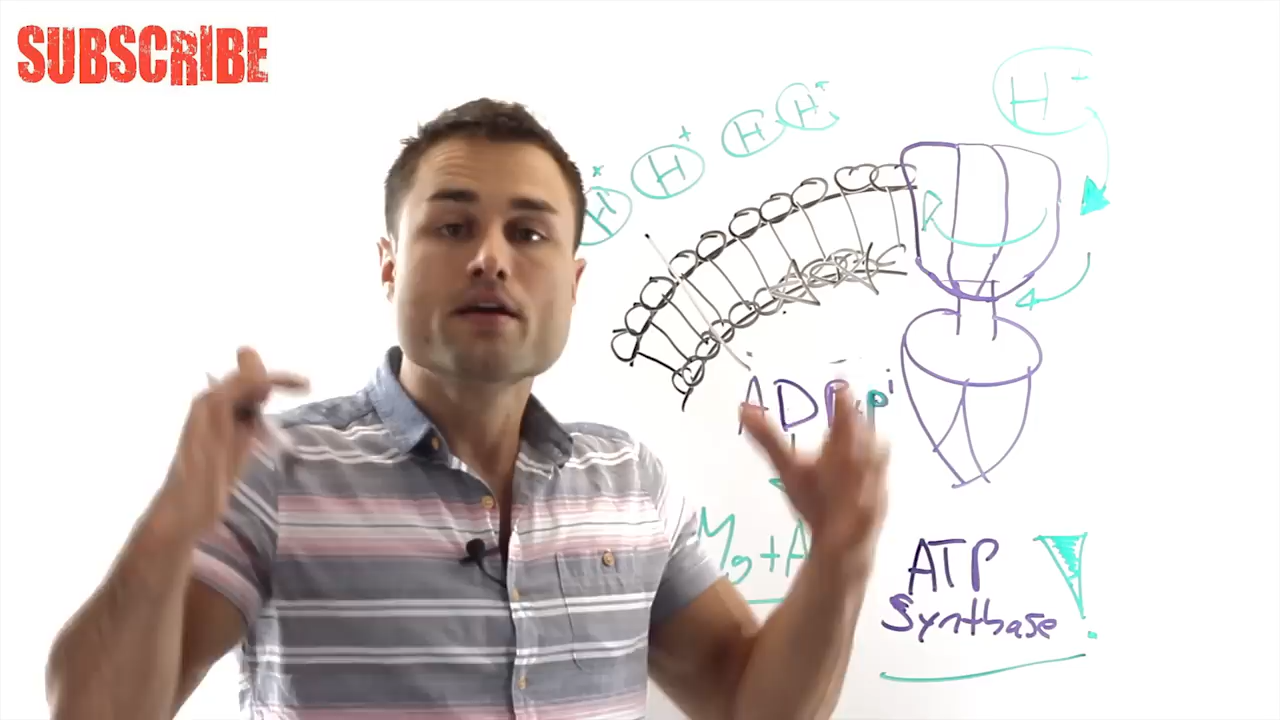 SUBSCRIBE
H+
H+
H+
H
H+
ADP + Pi
Mg + A
ATP
Synthase